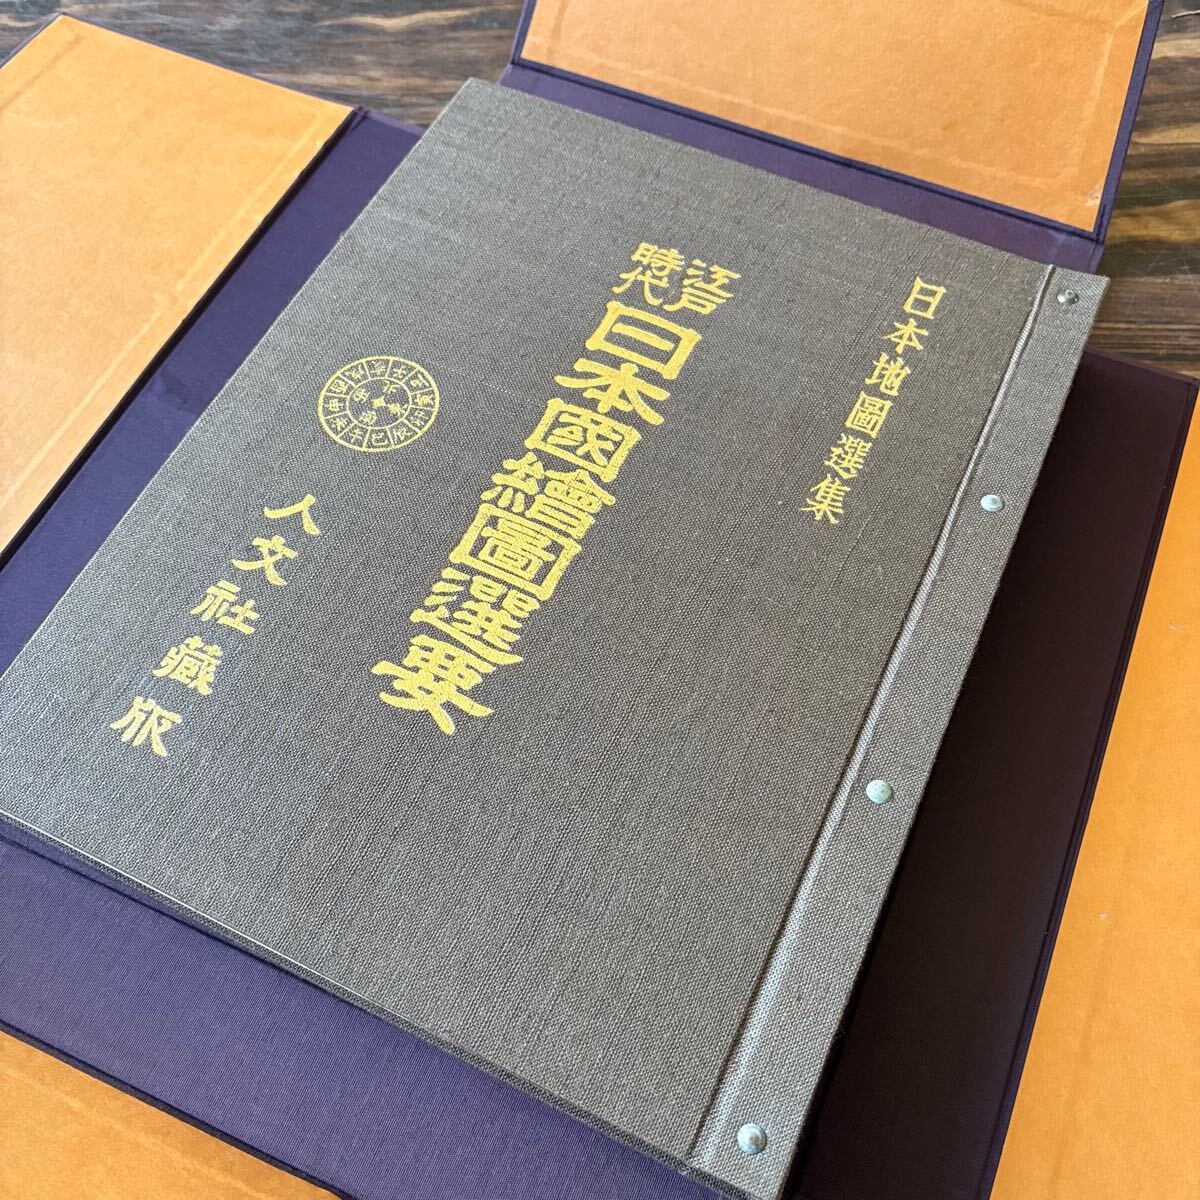 日本地圖選集
江戸時代
日本國繪圖選要
人文社蔵版